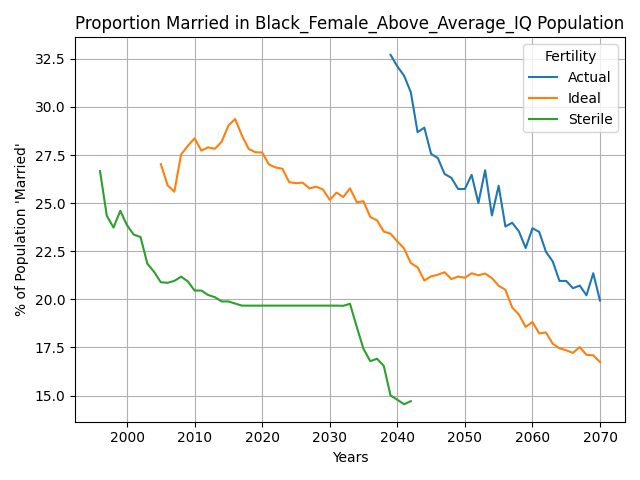 Proportion Married in Black_Female_Above_Average_IQ Population
Fertility
Actual
Ideal
Sterile
% of Population 'Married'
32.5
30.0
27.5
25.0
22.5
20.0
17.5
15.0
2000 2010 2020 2030 2040 2050 2060 2070
Years